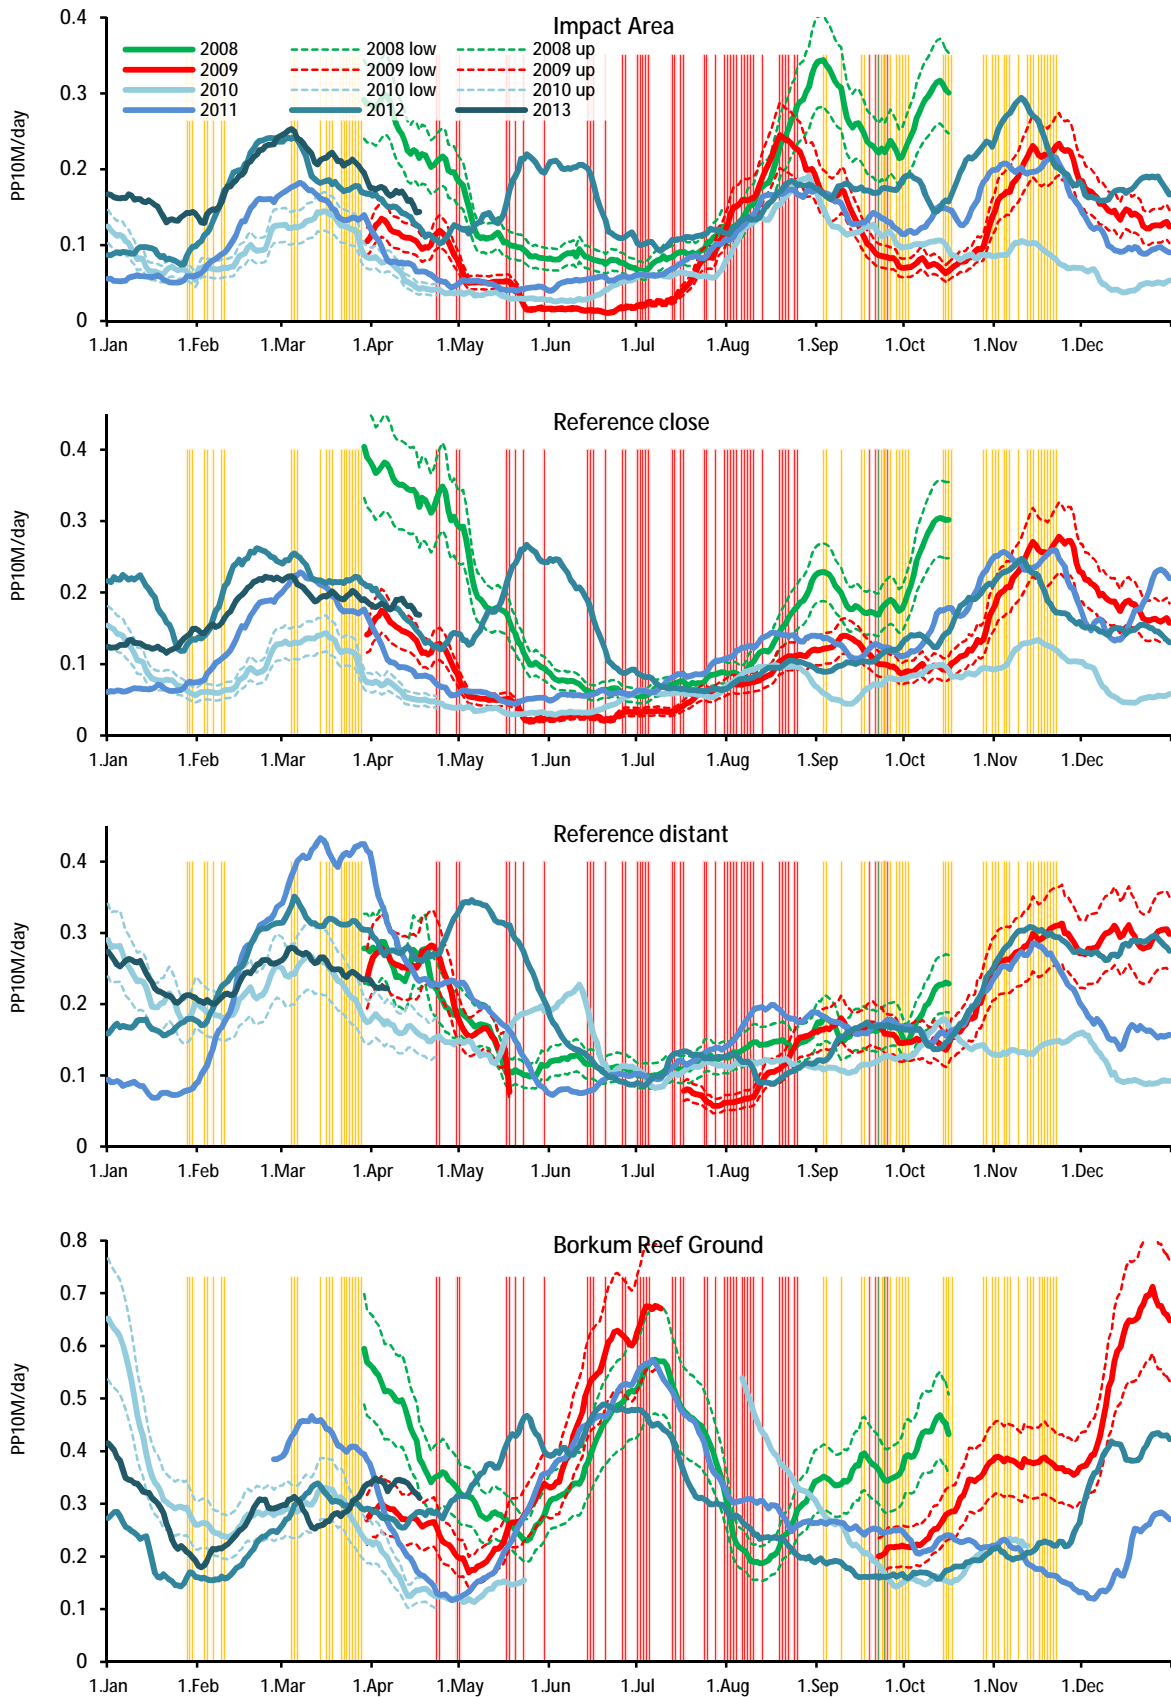 Impact Area
0.4
2008 2008 low 2008 up
2009 2009 low 2009 up
2010 2010 low 2010 up
2011 2012 2013
0.3
0.2
0.1
0
PP10M/day
1.Jan 1.Feb 1.Mar 1.Apr 1.May 1.Jun 1.Jul 1.Aug 1.Sep 1.Oct 1.Nov 1.Dec
Reference close
0.4
0.3
0.2
0.1
0
PP10M/day
1.Jan 1.Feb 1.Mar 1.Apr 1.May 1.Jun 1.Jul 1.Aug 1.Sep 1.Oct 1.Nov 1.Dec
Reference distant
0.4
0.3
0.2
0.1
0
PP10M/day
1.Jan 1.Feb 1.Mar 1.Apr 1.May 1.Jun 1.Jul 1.Aug 1.Sep 1.Oct 1.Nov 1.Dec
Borkum Reef Ground
0.8
0.7
0.6
0.5
0.4
0.3
0.2
0.1
0
PP10M/day
1.Jan 1.Feb 1.Mar 1.Apr 1.May 1.Jun 1.Jul 1.Aug 1.Sep 1.Oct 1.Nov 1.Dec